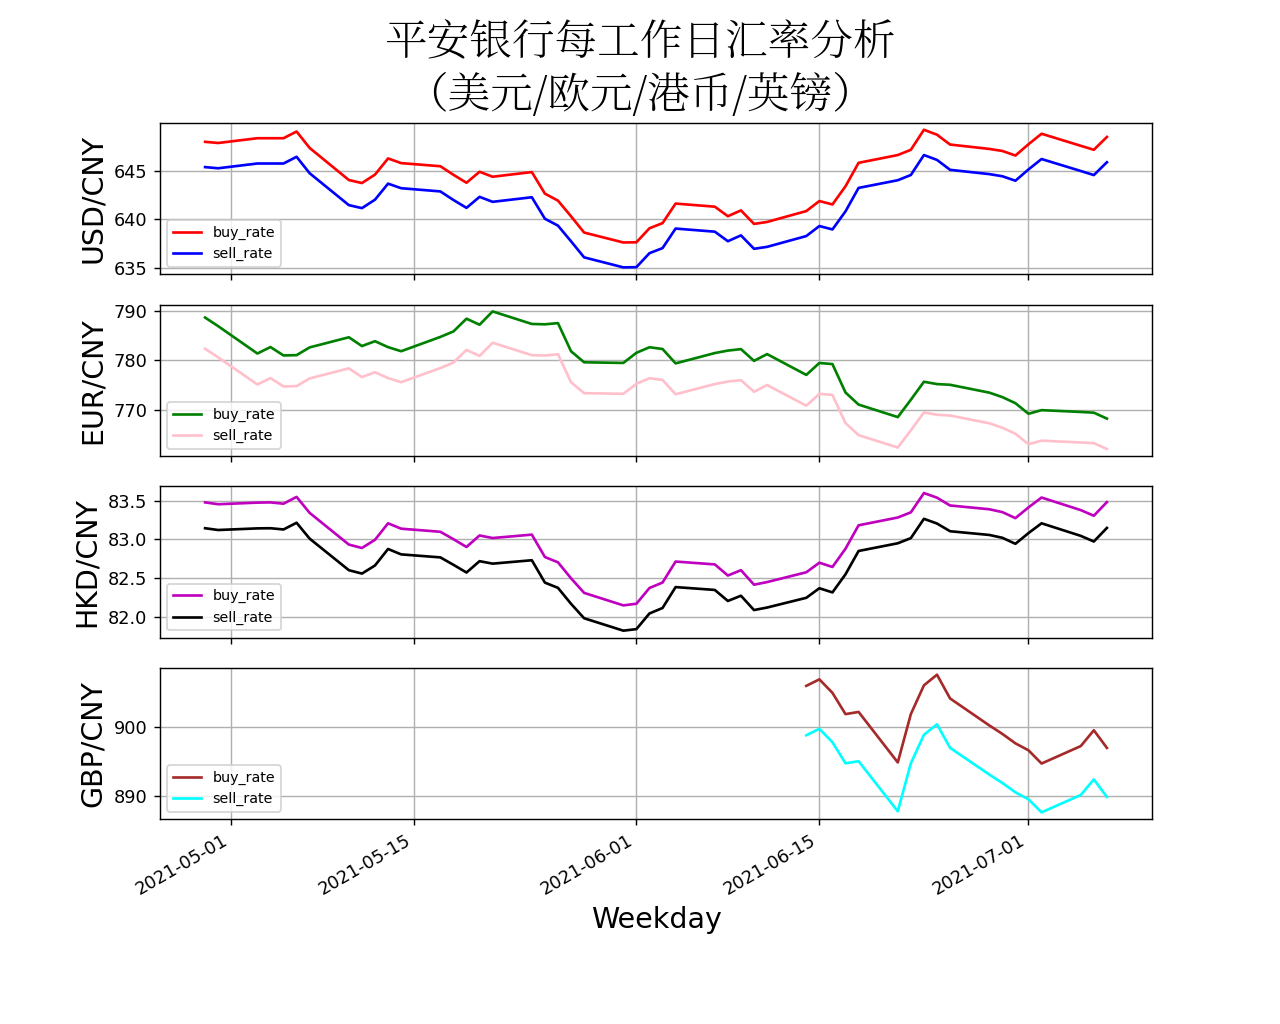 平安银行每工作日汇率分析
（美元/欧元/港币/英镑）
USD/CNY
645
640
635
buy_rate
sell_rate
EUR/CNY
790
780
770
buy_rate
sell_rate
HKD/CNY
83.5
83.0
82.5
82.0
buy_rate
sell_rate
GBP/CNY
900
890
buy_rate
sell_rate
2021-05-01
2021-05-15
2021-06-01
2021-06-15
2021-07-01
Weekday